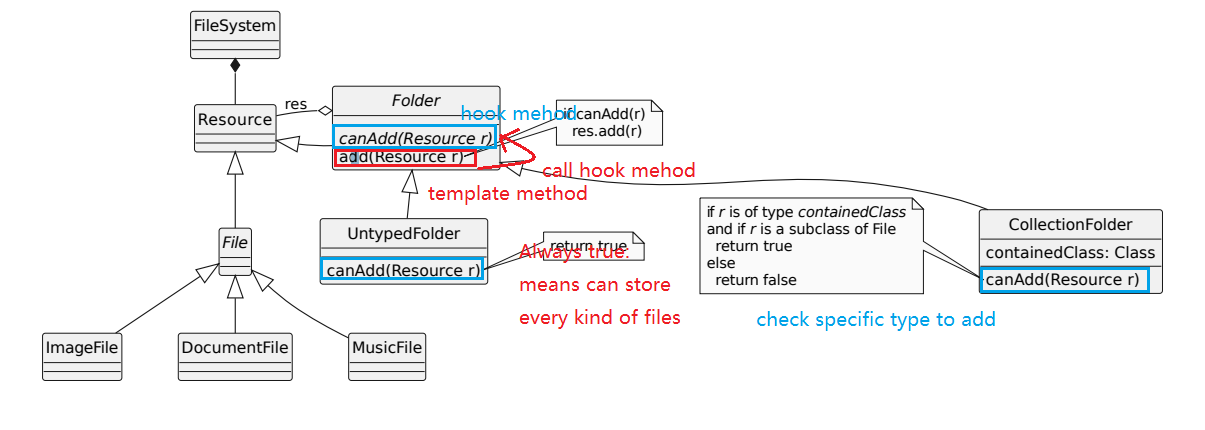 FileSystem
Resource
res
Folder
canAdd(Resource r)
add(Resource r)
hook mehod
if canAdd(r)
res.add(r)
call hook mehod
template method
UntypedFolder
canAdd(Resource r)
return true
Always true.
means can store
every kind of files
if r is of type containedClass
and if r is a subclass of File
return true
else
return false
CollectionFolder
containedClass: Class
canAdd(Resource r)
check specific type to add
File
ImageFile
DocumentFile
MusicFile